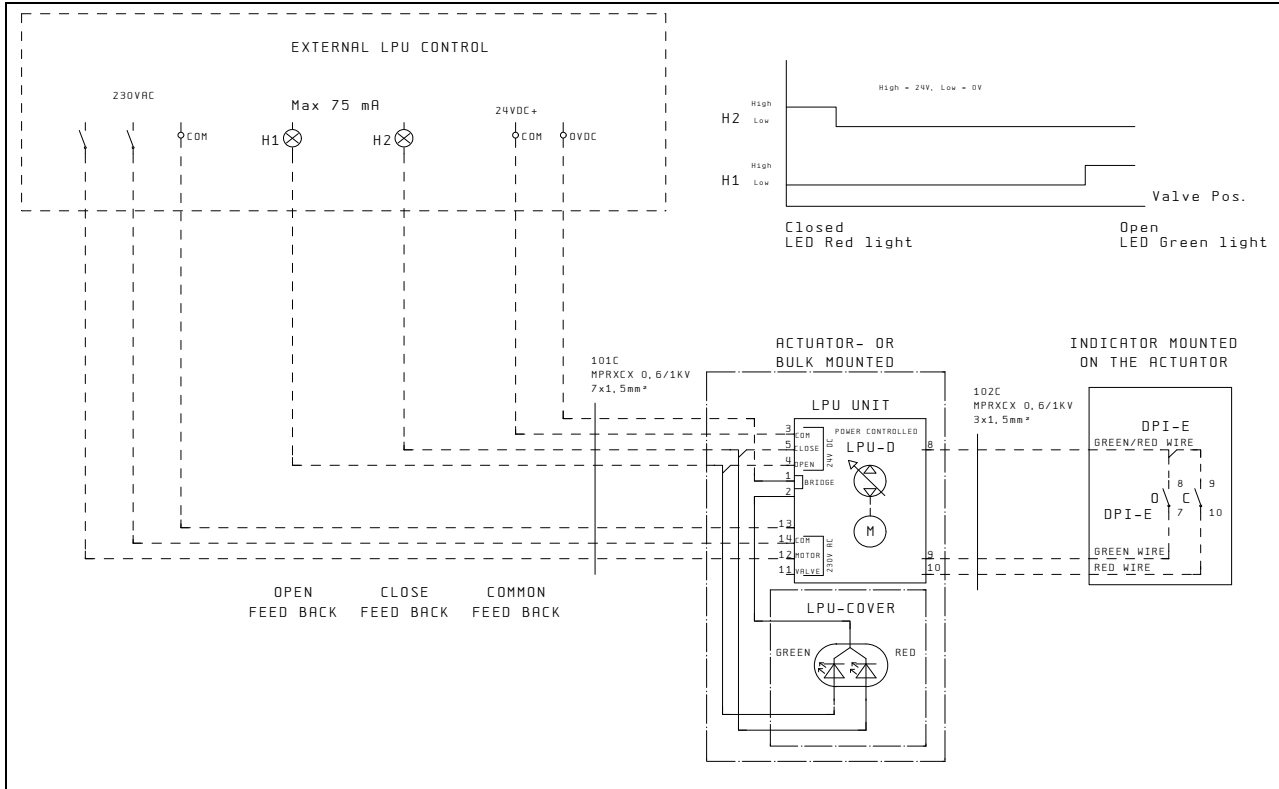 EXTERNAL LPU CONTROL
230VAC
Max 75 mA
24VDC+
COM
H1
H2
COM
0VDC
High = 24V, Low = 0V
H2
High
Low
H1
High
Low
Valve Pos.
Closed
LED Red light
Open
LED Green light
101C
MPRXCX 0,6/1KV
7x1,5mm²
ACTUATOR- OR
BULK MOUNTED
LPU UNIT
POWER CONTROLLED
LPU-D
3
COM
5
CLOSE
4
OPEN
24V DC
1
BRIDGE
2
M
13
14
COM
12
MOTOR
11
VALVE
230V AC
8
9
10
102C
MPRXCX 0,6/1KV
3x1,5mm²
INDICATOR MOUNTED
ON THE ACTUATOR
DPI-E
GREEN/RED WIRE
8
9
O
C
DPI-E
7
10
GREEN WIRE
RED WIRE
OPEN
FEED BACK
CLOSE
FEED BACK
COMMON
FEED BACK
LPU-COVER
GREEN
RED